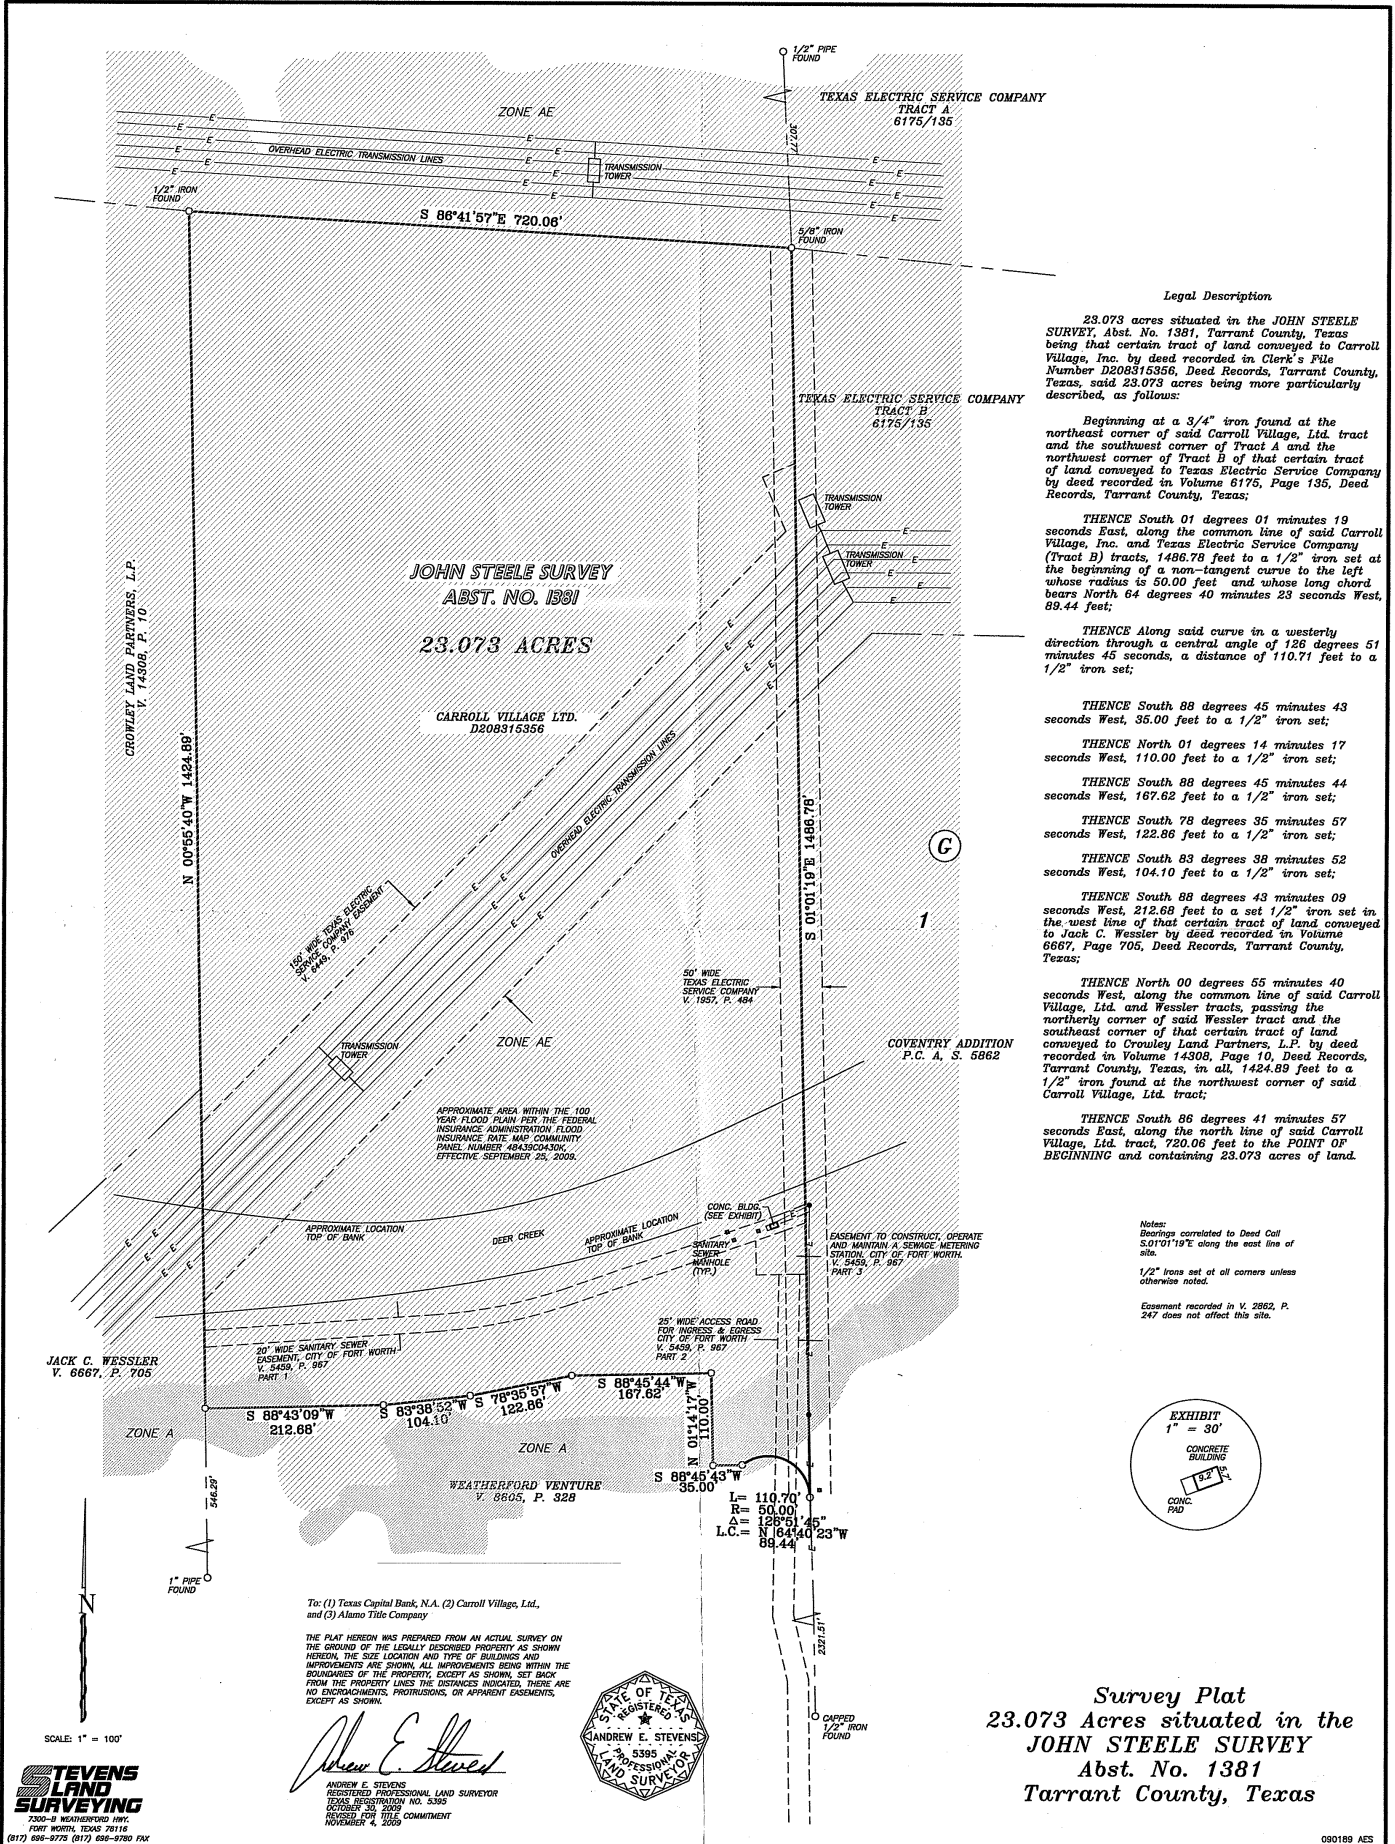 1/2" PIPE
FOUND
TEXAS ELECTRIC SERVICE COMPANY
TRACT A
6175/135
ZONE AE
307.77'
E
E
E
E
E
E
OVERHEAD ELECTRIC TRANSMISSION LINES
E
E
E
E
E
E
TRANSMISSION
TOWER
E
E
E
E
E
E
1/2" IRON
FOUND
S 86°41'57"E 720.06'
5/8" IRON
FOUND
Legal Description
23.073 acres situated in the JOHN STEELE
SURVEY, Abst. No. 1381, Tarrant County, Texas
being that certain tract of land conveyed to Carroll
Village, Inc. by deed recorded in Clerk's File
Number D208315356, Deed Records, Tarrant County,
Texas, said 23.073 acres being more particularly
described, as follows:
Beginning at a 3/4" iron found at the
northeast corner of said Carroll Village, Ltd. tract
and the southwest corner of Tract A and the
northwest corner of Tract B of that certain tract
of land conveyed to Texas Electric Service Company
by deed recorded in Volume 6175, Page 135, Deed
Records, Tarrant County, Texas;
THENCE South 01 degrees 01 minutes 19
seconds East, along the common line of said Carroll
Village, Inc. and Texas Electric Service Company
(Tract B) tracts, 1486.78 feet to a 1/2" iron set at
the beginning of a non-tangent curve to the left
whose radius is 50.00 feet and whose long chord
bears North 64 degrees 40 minutes 23 seconds West,
89.44 feet;
THENCE Along said curve in a westerly
direction through a central angle of 126 degrees 51
minutes 45 seconds, a distance of 110.71 feet to a
1/2" iron set;
THENCE South 88 degrees 45 minutes 43
seconds West, 35.00 feet to a 1/2" iron set;
THENCE North 01 degrees 14 minutes 17
seconds West, 110.00 feet to a 1/2" iron set;
THENCE South 88 degrees 45 minutes 44
seconds West, 167.62 feet to a 1/2" iron set;
THENCE South 78 degrees 35 minutes 57
seconds West, 122.86 feet to a 1/2" iron set;
THENCE South 83 degrees 38 minutes 52
seconds West, 104.10 feet to a 1/2" iron set;
THENCE South 88 degrees 43 minutes 09
seconds West, 212.68 feet to a set 1/2" iron set in
the west line of that certain tract of land conveyed
to Jack C. Wessler by deed recorded in Volume
6667, Page 705, Deed Records, Tarrant County,
Texas;
THENCE North 00 degrees 55 minutes 40
seconds West, along the common line of said Carroll
Village, Ltd. and Wessler tracts, passing the
northerly corner of said Wessler tract and the
southeast corner of that certain tract of land
conveyed to Crowley Land Partners, L.P. by deed
recorded in Volume 14308, Page 10, Deed Records,
Tarrant County, Texas, in all, 1424.89 feet to a
1/2" iron found at the northwest corner of said
Carroll Village, Ltd. tract;
THENCE South 86 degrees 41 minutes 57
seconds East, along the north line of said Carroll
Village, Ltd. tract, 720.06 feet to the POINT OF
BEGINNING and containing 23.073 acres of land.
TEXAS ELECTRIC SERVICE COMPANY
TRACT B
6175/135
TRANSMISSION
TOWER
TRANSMISSION
TOWER
E
E
E
E
E
E
JOHN STEELE SURVEY
ABST. NO. 1381
23.073 ACRES
CARROLL VILLAGE LTD.
D208315356
CROWLEY LAND PARTNERS, L.P.
V. 14308, P. 10
N 00°55'40"W 1424.89'
OVERHEAD ELECTRIC TRANSMISSION LINES
S 01°01'19"E 1486.78'
G
1
150' WIDE TEXAS ELECTRIC
SERVICE COMPANY EASEMENT
V. 6449, P. 976
50' WIDE
TEXAS ELECTRIC
SERVICE COMPANY
V. 1957, P. 484
ZONE AE
TRANSMISSION
TOWER
COVENTRY ADDITION
P.C. A, S. 5862
APPROXIMATE AREA WITHIN THE 100
YEAR FLOOD PLAIN PER THE FEDERAL
INSURANCE ADMINISTRATION FLOOD
INSURANCE RATE MAP COMMUNITY
PANEL NUMBER 48439C0430K,
EFFECTIVE SEPTEMBER 25, 2009.
APPROXIMATE LOCATION
TOP OF BANK
DEER CREEK
APPROXIMATE LOCATION
TOP OF BANK
CONC. BLDG.
(SEE EXHIBIT)
SANITARY
SEWER
MANHOLE
(TYP.)
EASEMENT TO CONSTRUCT, OPERATE
AND MAINTAIN A SEWAGE METERING
STATION, CITY OF FORT WORTH.
V. 5459, P. 967
PART 3
Notes:
Bearings correlated to Deed Call
S.01°01'19"E along the east line of
site.
1/2" Irons set at all corners unless
otherwise noted.
Easement recorded in V. 2862, P.
247 does not affect this site.
25' WIDE ACCESS ROAD
FOR INGRESS & EGRESS
CITY OF FORT WORTH
V. 5459, P. 967
PART 2
20' WIDE SANITARY SEWER
EASEMENT, CITY OF FORT WORTH
V. 5459, P. 967
PART 1
JACK C. WESSLER
V. 6667, P. 705
S 88°43'09"W
212.68'
S 83°38'52"W
104.10'
S 78°35'57"W
122.86'
S 88°45'44"W
167.62'
N 01°14'17"W
110.00'
S 88°45'43"W
35.00'
ZONE A
ZONE A
WEATHERFORD VENTURE
V. 8605, P. 328
L= 110.70'
R= 50.00'
Δ= 126°51'45"
L.C.= N 64°40'23"W
89.44'
546.29'
1" PIPE
FOUND
EXHIBIT
1" = 30'
CONCRETE
BUILDING
9.2'
5.7'
CONC.
PAD
N
SCALE: 1" = 100'
To: (1) Texas Capital Bank, N.A. (2) Carroll Village, Ltd.,
and (3) Alamo Title Company
THE PLAT HEREON WAS PREPARED FROM AN ACTUAL SURVEY ON
THE GROUND OF THE LEGALLY DESCRIBED PROPERTY AS SHOWN
HEREON, THE SIZE LOCATION AND TYPE OF BUILDINGS AND
IMPROVEMENTS ARE SHOWN, ALL IMPROVEMENTS BEING WITHIN THE
BOUNDARIES OF THE PROPERTY, EXCEPT AS SHOWN, SET BACK
FROM THE PROPERTY LINES THE DISTANCES INDICATED, THERE ARE
NO ENCROACHMENTS, PROTRUSIONS, OR APPARENT EASEMENTS,
EXCEPT AS SHOWN.
Andrew E. Stevens
ANDREW E. STEVENS
REGISTERED PROFESSIONAL LAND SURVEYOR
TEXAS REGISTRATION NO. 5395
OCTOBER 30, 2009
REVISED FOR TITLE COMMITMENT
NOVEMBER 4, 2009
STATE OF TEXAS
REGISTERED
ANDREW E. STEVENS
5395
PROFESSIONAL
LAND SURVEYOR
2321.51'
CAPPED
1/2" IRON
FOUND
Survey Plat
23.073 Acres situated in the
JOHN STEELE SURVEY
Abst. No. 1381
Tarrant County, Texas
STEVENS
LAND
SURVEYING
7300-B WEATHERFORD HWY.
FORT WORTH, TEXAS 76116
(817) 696-9775 (817) 696-9780 FAX
090189 AES